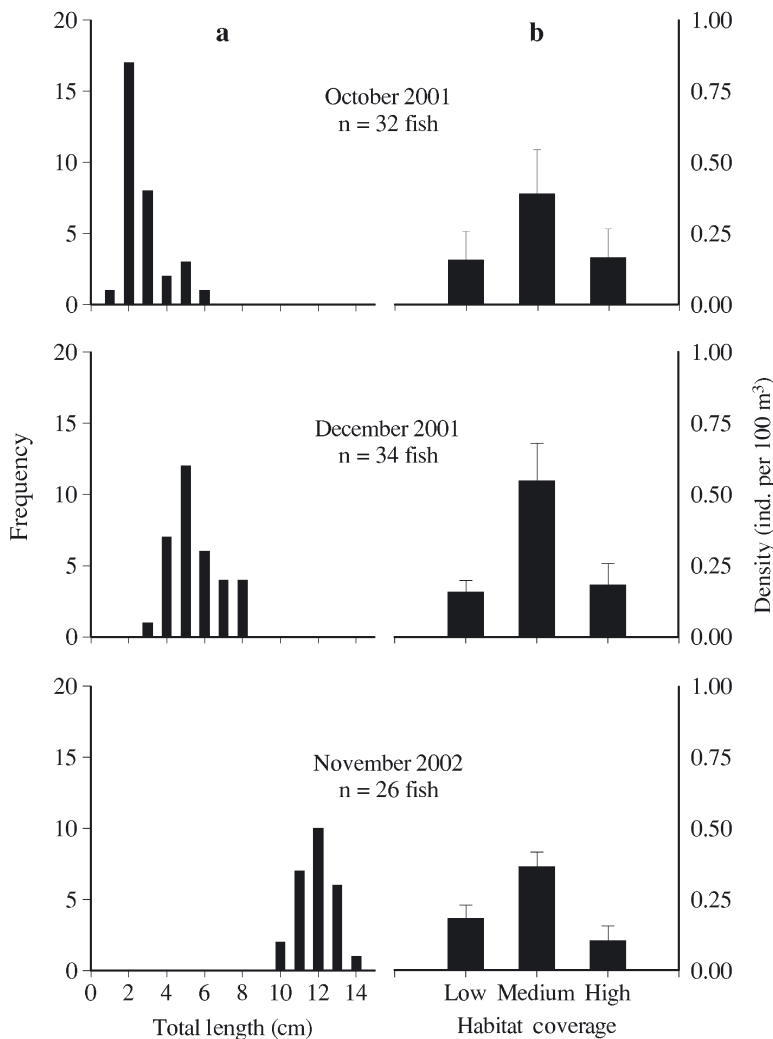 a
b
20
15
10
5
0
October 2001
n = 32 fish
1.00
0.75
0.50
0.25
0.00
20
15
10
5
0
December 2001
n = 34 fish
1.00
0.75
0.50
0.25
0.00
Frequency
Density (ind. per 100 m³)
20
15
10
5
0
November 2002
n = 26 fish
1.00
0.75
0.50
0.25
0.00
0 2 4 6 8 10 12 14
Low Medium High
Total length (cm)
Habitat coverage